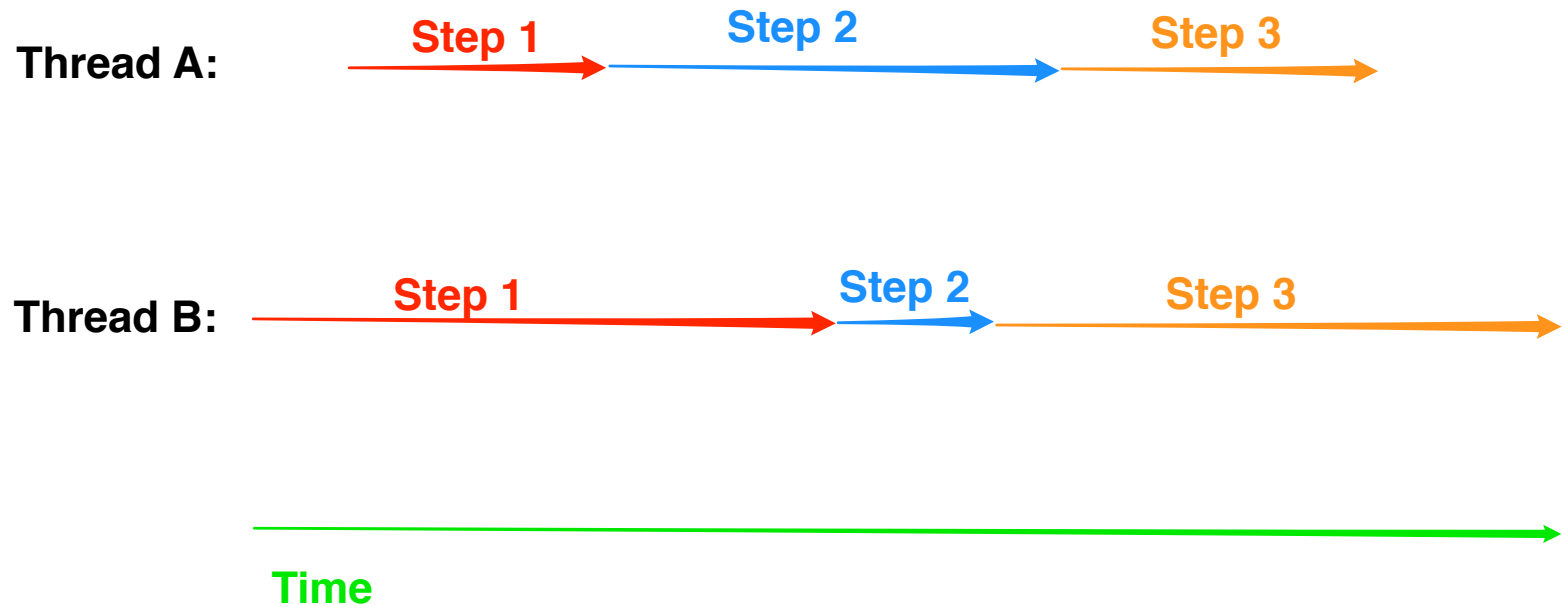 Thread A:
Step 1
Step 2
Step 3
Thread B:
Step 1
Step 2
Step 3
Time